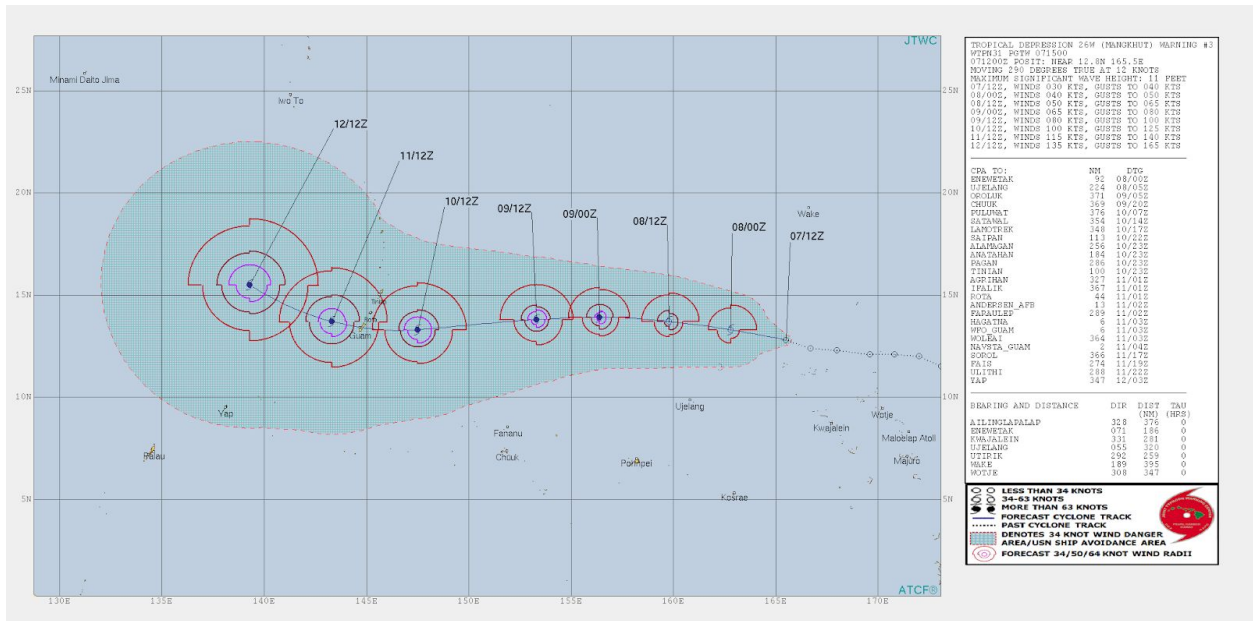 JTWC
Minami Daito Jima
Iwo To
25N
25N
12/12Z
11/12Z
20N
10/12Z
09/12Z
09/00Z
08/12Z
08/00Z
07/12Z
20N
Wake
15N
15N
Tinian
Rota
Guam
10N
10N
Yap
Ujelang
Wotje
Kwajalein
Maloelap Atoll
Fananu
Chuuk
Palau
Pohnpei
Majuro
Kosrae
5N
5N
ATCF®
130E 135E 140E 145E 150E 155E 160E 165E 170E
TROPICAL DEPRESSION 26W (MANGKHUT) WARNING #3
WTPN31 PGTW 071500
071200Z POSIT: NEAR 12.8N 165.5E
MOVING 290 DEGREES TRUE AT 12 KNOTS
MAXIMUM SIGNIFICANT WAVE HEIGHT: 11 FEET
07/12Z, WINDS 030 KTS, GUSTS TO 040 KTS
08/00Z, WINDS 040 KTS, GUSTS TO 050 KTS
08/12Z, WINDS 050 KTS, GUSTS TO 065 KTS
09/00Z, WINDS 065 KTS, GUSTS TO 080 KTS
09/12Z, WINDS 080 KTS, GUSTS TO 100 KTS
10/12Z, WINDS 100 KTS, GUSTS TO 125 KTS
11/12Z, WINDS 115 KTS, GUSTS TO 140 KTS
12/12Z, WINDS 135 KTS, GUSTS TO 165 KTS
CPA TO: NM DTG
ENEWETAK 92 08/00Z
UJELANG 224 08/05Z
OROLUK 371 09/05Z
CHUUK 369 09/20Z
PULUWAT 376 10/07Z
SATAWAL 354 10/14Z
LAMOTREK 348 10/17Z
SAIPAN 113 10/22Z
ALAMAGAN 256 10/23Z
ANATAHAN 184 10/23Z
PAGAN 286 10/23Z
TINIAN 100 10/23Z
AGRIHAN 327 11/01Z
IFALIK 367 11/01Z
ROTA 44 11/01Z
ANDERSEN_AFB 13 11/02Z
FARAULEP 289 11/02Z
HAGATNA 6 11/03Z
WFO_GUAM 6 11/03Z
WOLEAI 364 11/03Z
NAVSTA_GUAM 2 11/04Z
SOROL 366 11/17Z
FAIS 274 11/19Z
ULITHI 288 11/22Z
YAP 347 12/03Z
BEARING AND DISTANCE DIR DIST TAU
(NM) (HRS)
AILINGLAPALAP 328 376 0
ENEWETAK 071 186 0
KWAJALEIN 331 281 0
UJELANG 055 320 0
UTIRIK 292 259 0
WAKE 189 395 0
WOTJE 308 347 0
LESS THAN 34 KNOTS
34-63 KNOTS
MORE THAN 63 KNOTS
FORECAST CYCLONE TRACK
PAST CYCLONE TRACK
DENOTES 34 KNOT WIND DANGER
AREA/USN SHIP AVOIDANCE AREA
FORECAST 34/50/64 KNOT WIND RADII